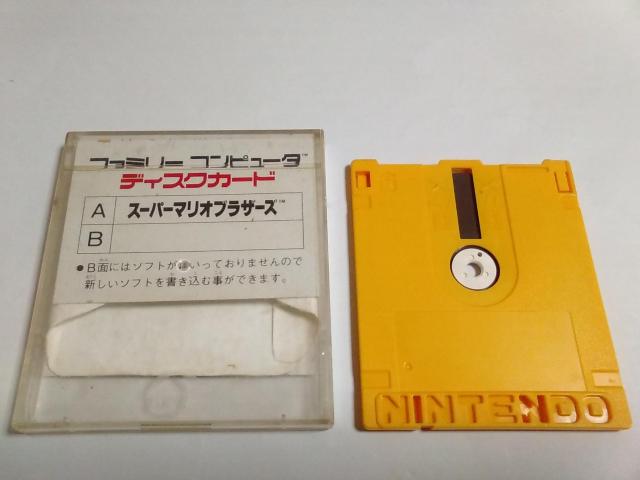 ファミリー コンピュータ™
ディスクカード
A スーパーマリオブラザーズ™
B
●B面にはソフトがはいっておりませんので
新しいソフトを書き込む事ができます。
NINTENDO